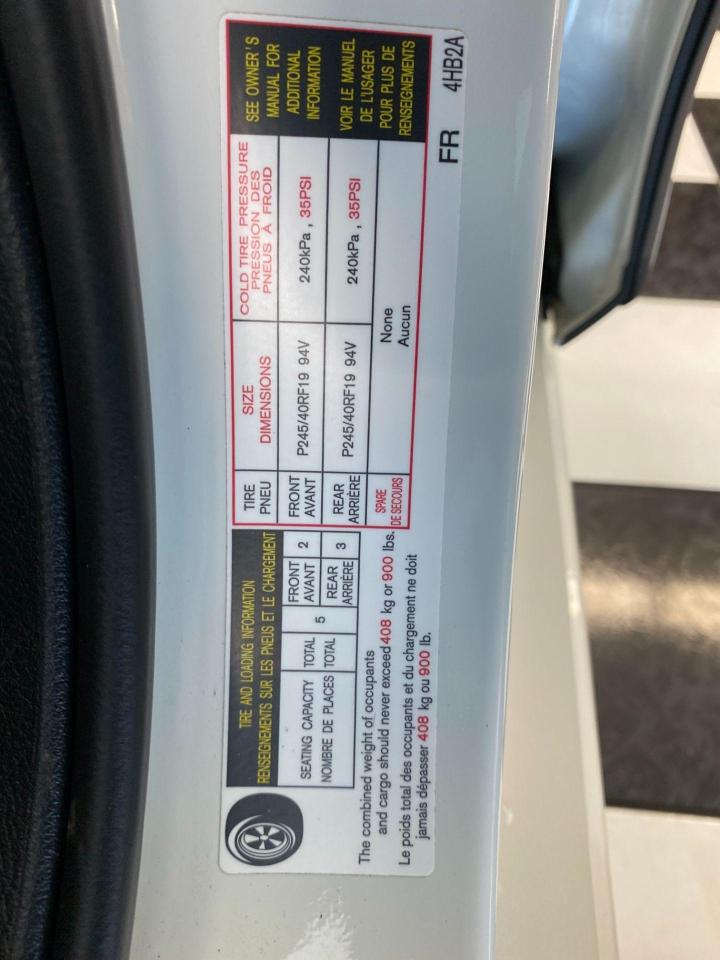 TIRE AND LOADING INFORMATION
RENSEIGNEMENTS SUR LES PNEUS ET LE CHARGEMENT
SEATING CAPACITY
NOMBRE DE PLACES
TOTAL
TOTAL
5
FRONT
AVANT
2
REAR
ARRIÈRE
3
The combined weight of occupants
and cargo should never exceed 408 kg or 900 lbs.
Le poids total des occupants et du chargement ne doit
jamais dépasser 408 kg ou 900 lb.
TIRE
PNEU
SIZE
DIMENSIONS
COLD TIRE PRESSURE
PRESSION DES
PNEUS À FROID
FRONT
AVANT
P245/40RF19 94V
240kPa , 35PSI
REAR
ARRIÈRE
P245/40RF19 94V
240kPa , 35PSI
SPARE
DE SECOURS
None
Aucun
SEE OWNER'S
MANUAL FOR
ADDITIONAL
INFORMATION
VOIR LE MANUEL
DE L'USAGER
POUR PLUS DE
RENSEIGNEMENTS
FR 4HB2A